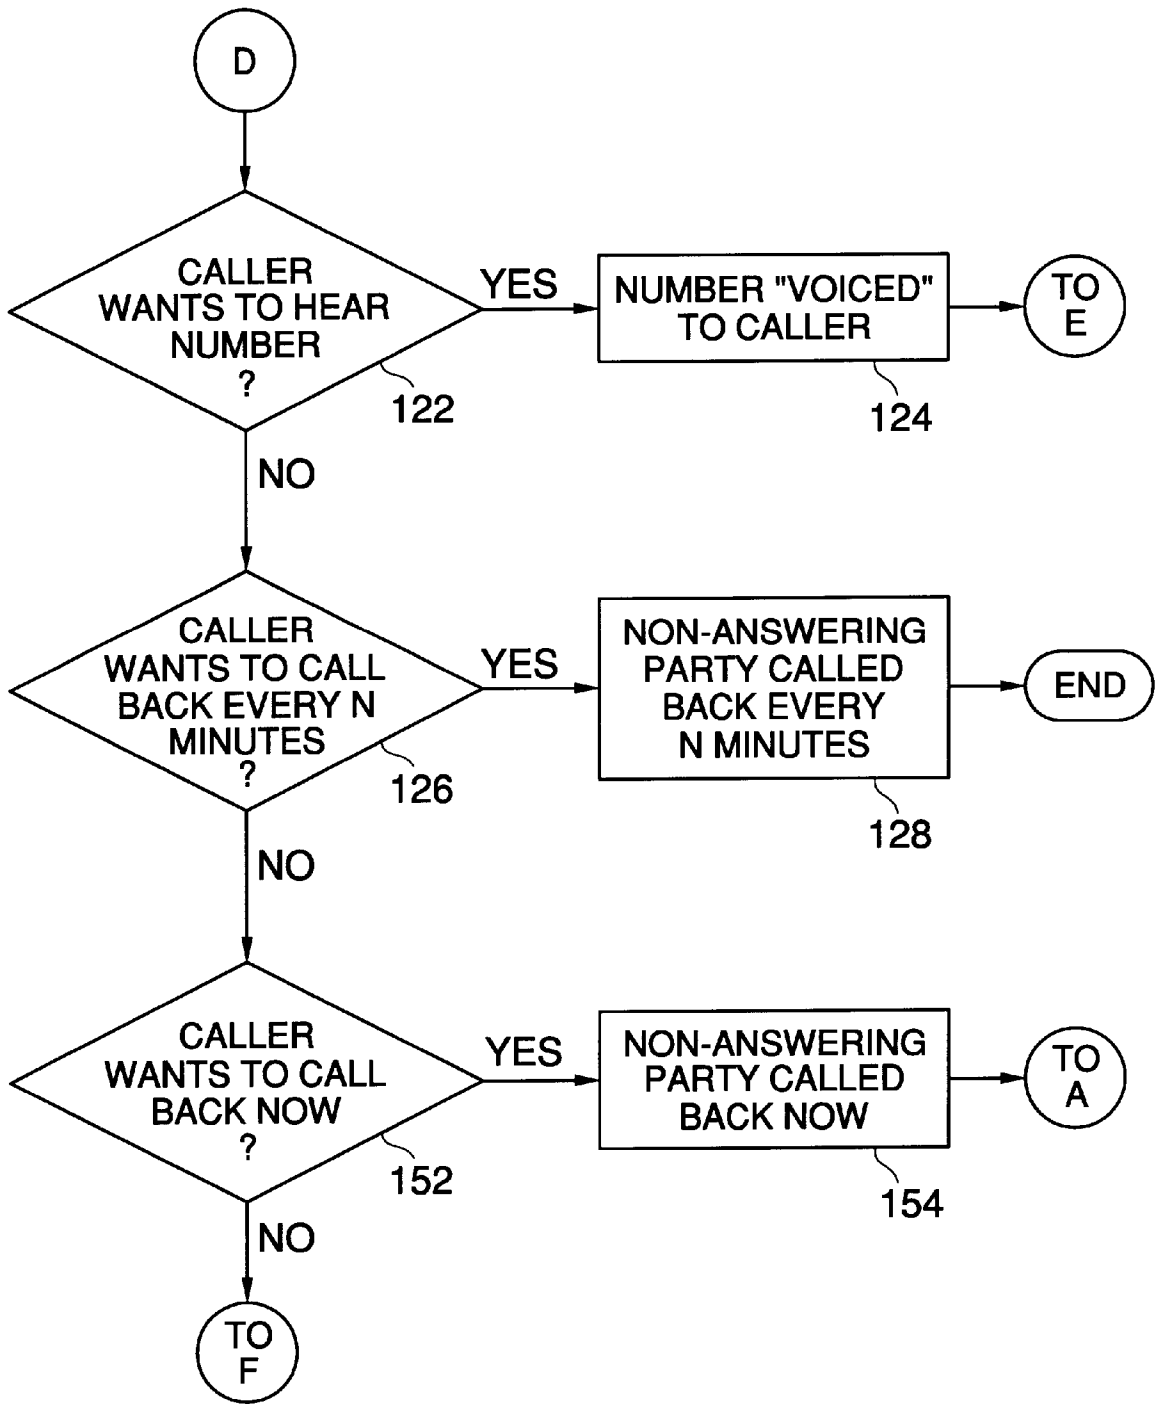 D
CALLER
WANTS TO HEAR
NUMBER
?
122
YES
NUMBER "VOICED"
TO CALLER
124
TO
E
NO
CALLER
WANTS TO CALL
BACK EVERY N
MINUTES
?
126
YES
NON-ANSWERING
PARTY CALLED
BACK EVERY
N MINUTES
128
END
NO
CALLER
WANTS TO CALL
BACK NOW
?
152
YES
NON-ANSWERING
PARTY CALLED
BACK NOW
154
TO
A
NO
TO
F